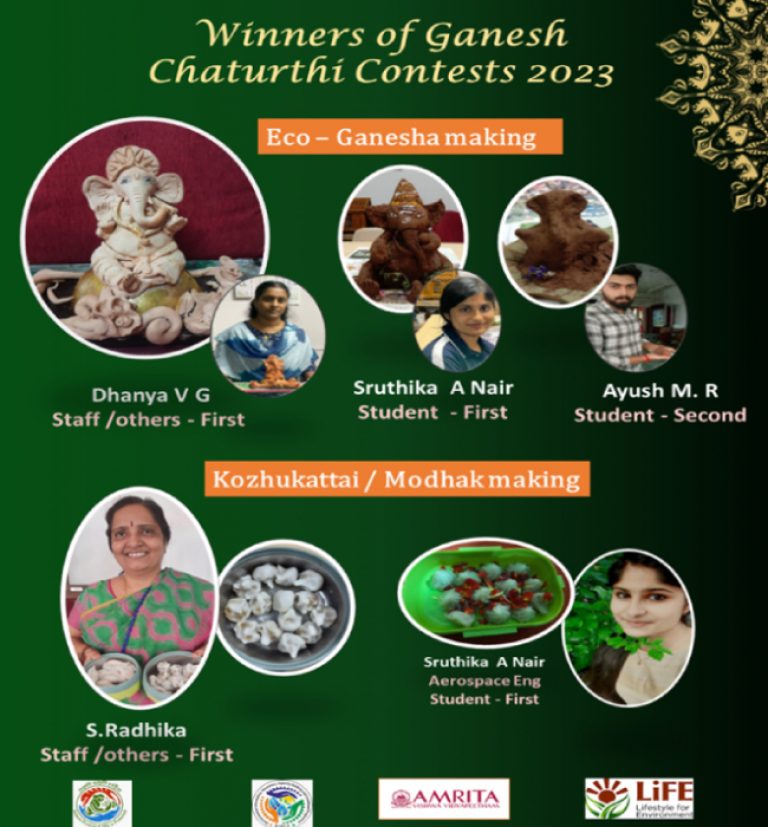 Winners of Ganesh
Chaturthi Contests 2023
Eco – Ganesha making
Dhanya V G
Staff /others - First
Sruthika A Nair
Student - First
Ayush M. R
Student - Second
Kozhukattai / Modhak making
S.Radhika
Staff /others - First
Sruthika A Nair
Aerospace Eng
Student - First
AMRITA
VISHWA VIDYAPEETHAM
LiFE
Lifestyle for
Environment